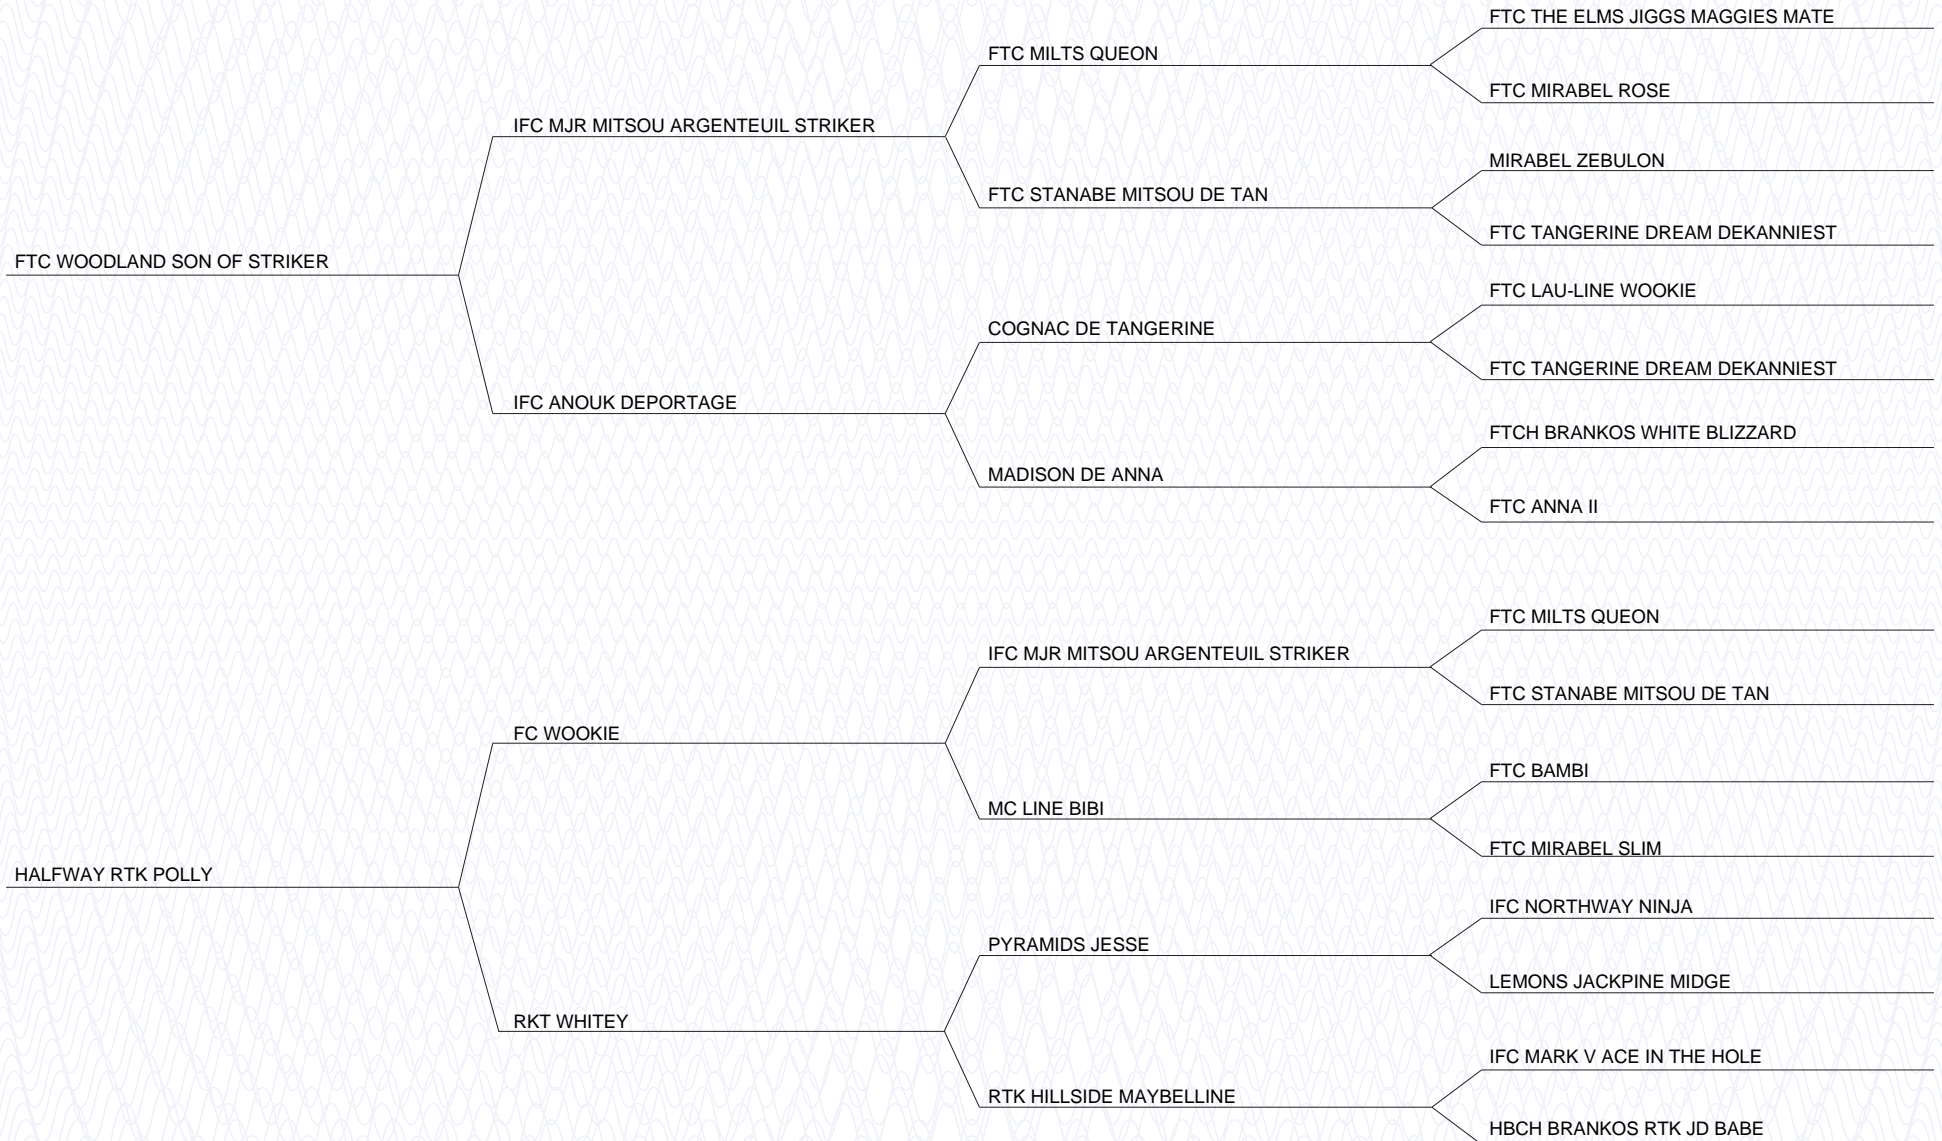 FTC THE ELMS JIGGS MAGGIES MATE
FTC MILTS QUEON
FTC MIRABEL ROSE
IFC MJR MITSOU ARGENTEUIL STRIKER
MIRABEL ZEBULON
FTC STANABE MITSOU DE TAN
FTC TANGERINE DREAM DEKANNIEST
FTC WOODLAND SON OF STRIKER
FTC LAU-LINE WOOKIE
COGNAC DE TANGERINE
FTC TANGERINE DREAM DEKANNIEST
IFC ANOUK DEPORTAGE
FTCH BRANKOS WHITE BLIZZARD
MADISON DE ANNA
FTC ANNA II
FTC MILTS QUEON
IFC MJR MITSOU ARGENTEUIL STRIKER
FTC STANABE MITSOU DE TAN
FC WOOKIE
FTC BAMBI
MC LINE BIBI
FTC MIRABEL SLIM
HALFWAY RTK POLLY
IFC NORTHWAY NINJA
PYRAMIDS JESSE
LEMONS JACKPINE MIDGE
RKT WHITEY
IFC MARK V ACE IN THE HOLE
RTK HILLSIDE MAYBELLINE
HBCH BRANKOS RTK JD BABE